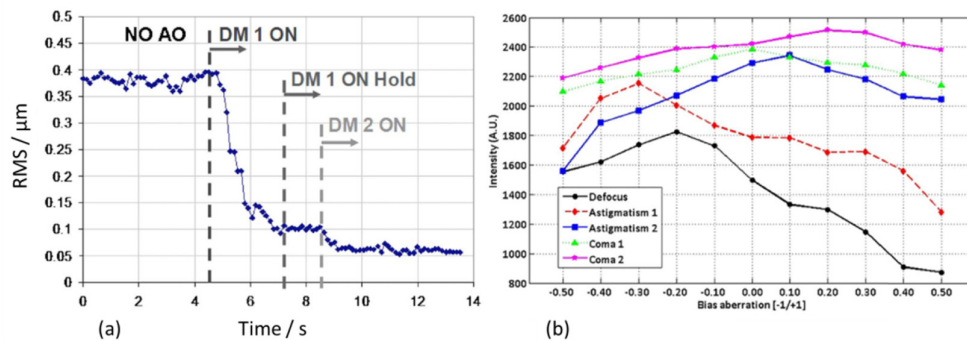 NO AO
DM 1 ON
DM 1 ON Hold
DM 2 ON
RMS / µm
0.5
0.45
0.4
0.35
0.3
0.25
0.2
0.15
0.1
0.05
0
0 2 4 6 8 10 12 14
(a) Time / s
Intensity (A.U.)
2600
2400
2200
2000
1800
1600
1400
1200
1000
800
Defocus
Astigmatism 1
Astigmatism 2
Coma 1
Coma 2
-0.50 -0.40 -0.30 -0.20 -0.10 0.00 0.10 0.20 0.30 0.40 0.50
(b) Bias aberration [-1/+1]